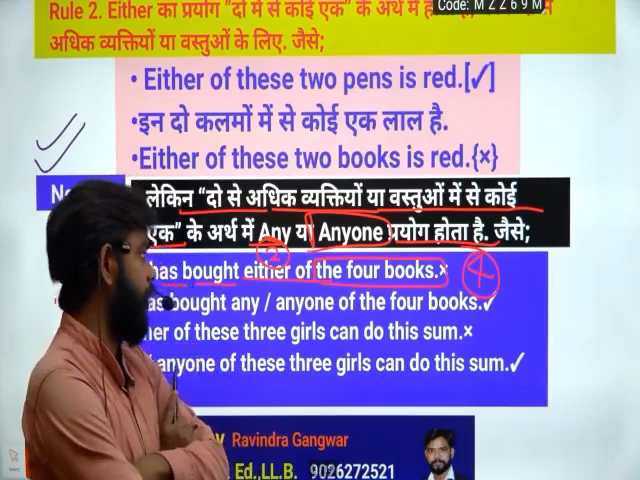 Rule 2. Either का प्रयोग "दो में से कोई एक" के अर्थ में
Code: M Z Z 6 9 M
अधिक व्यक्तियों या वस्तुओं के लिए. जैसे;
• Either of these two pens is red.[✓]
•इन दो कलमों में से कोई एक लाल है.
•Either of these two books is red.{×}
लेकिन "दो से अधिक व्यक्तियों या वस्तुओं में से कोई
एक" के अर्थ में Any या Anyone प्रयोग होता है. जैसे;
2
has bought either of the four books.×
4
bought any / anyone of the four books.✓
of these three girls can do this sum.×
anyone of these three girls can do this sum.✓
Ravindra Gangwar
Ed.,LL.B. 9026272521